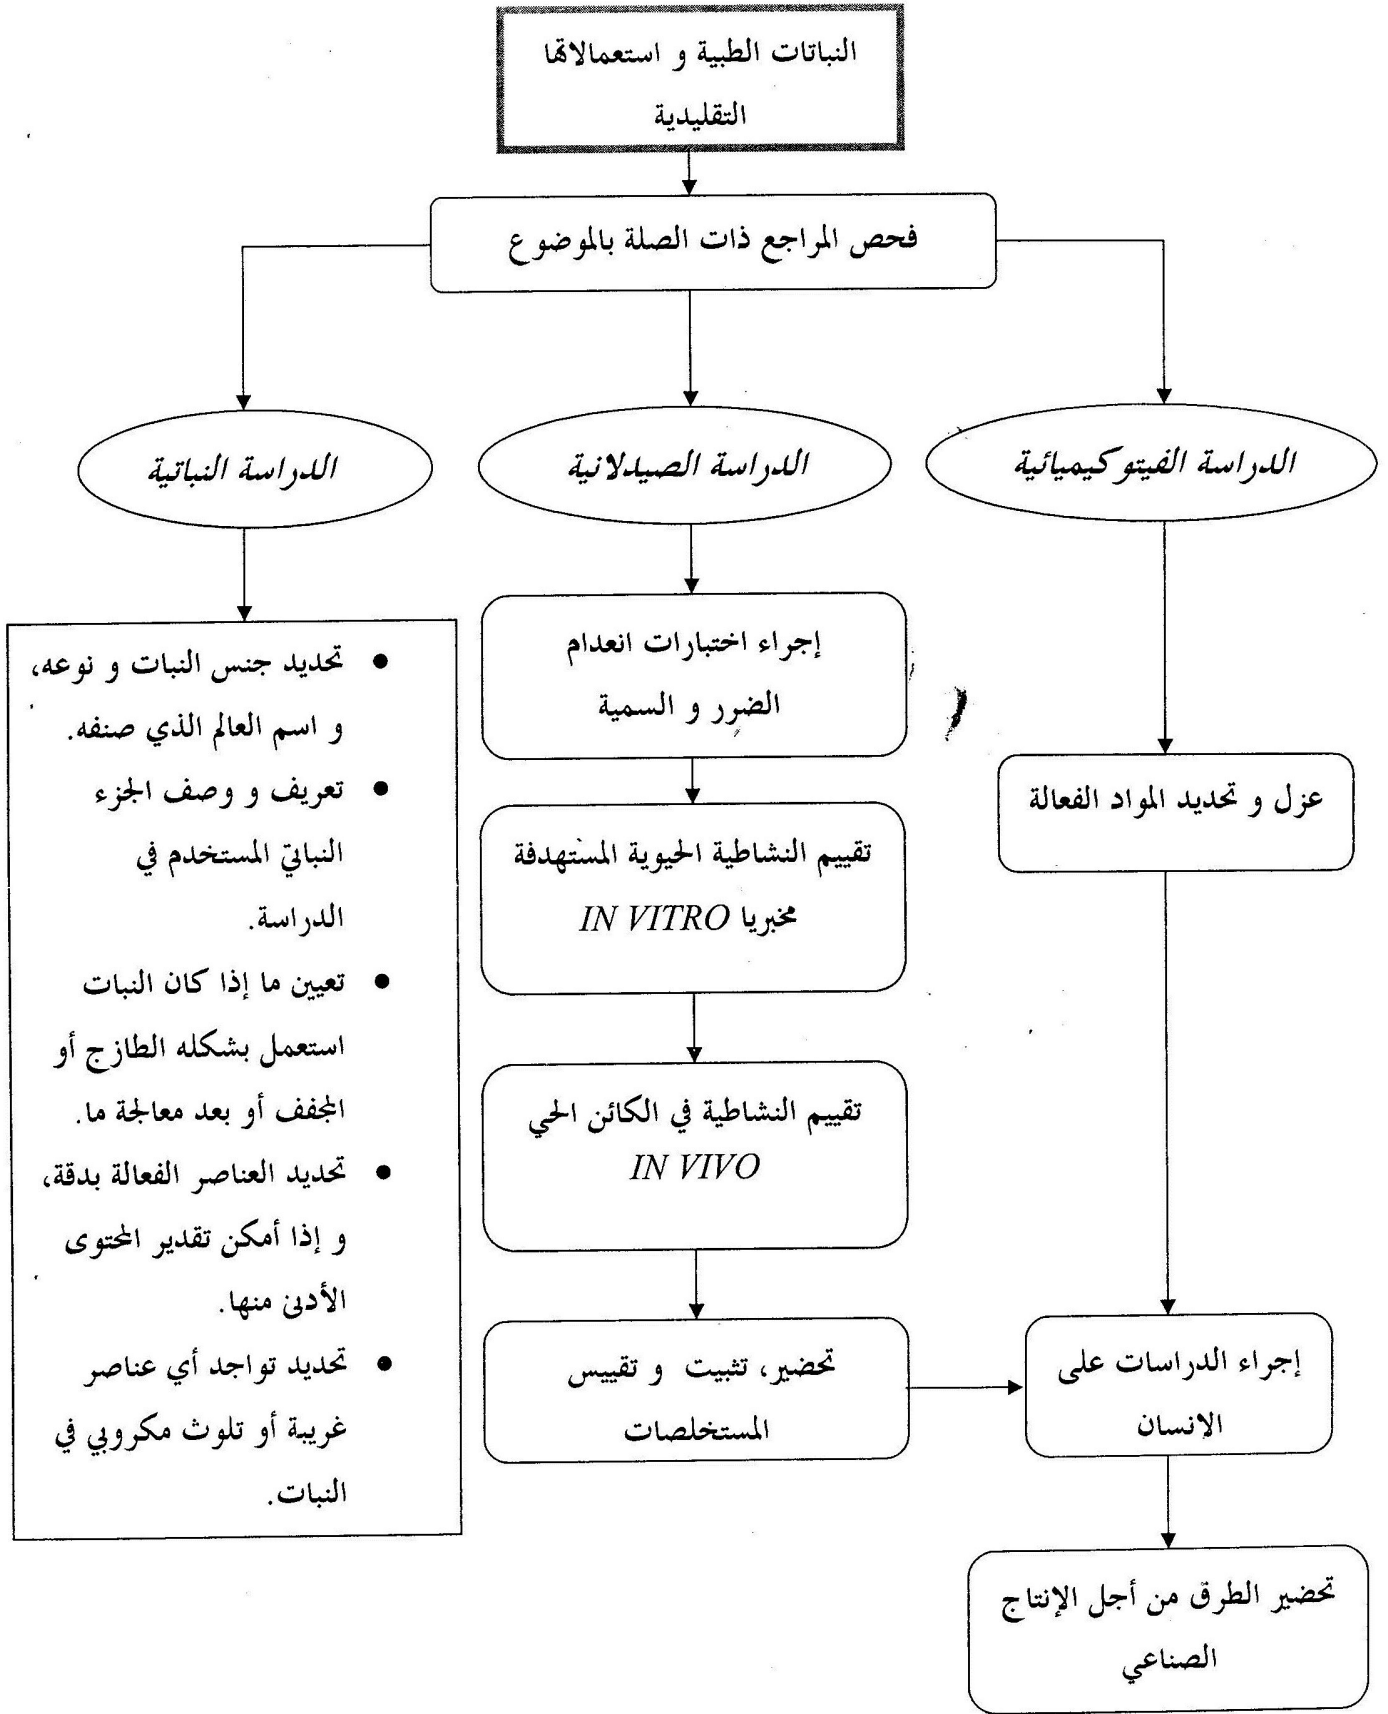 النباتات الطبية و استعمالاتها
التقليدية
فحص المراجع ذات الصلة بالموضوع
الدراسة الفيتوكيميائية
الدراسة الصيدلانية
الدراسة النباتية
عزل و تحديد المواد الفعالة
إجراء الدراسات على
الانسان
تحضير الطرق من أجل الإنتاج
الصناعي
إجراء اختبارات انعدام
الضرر و السمية
تقييم النشاطية الحيوية المستهدفة
مخبريا IN VITRO
تقييم النشاطية في الكائن الحي
IN VIVO
تحضير، تثبيت و تقييس
المستخلصات
● تحديد جنس النبات و نوعه،
و اسم العالم الذي صنفه.
● تعريف و وصف الجزء
النباتي المستخدم في
الدراسة.
● تعيين ما إذا كان النبات
استعمل بشكله الطازج أو
المجفف أو بعد معالجة ما.
● تحديد العناصر الفعالة بدقة،
و إذا أمكن تقدير المحتوى
الأدنى منها.
● تحديد تواجد أي عناصر
غريبة أو تلوث مكروبي في
النبات.